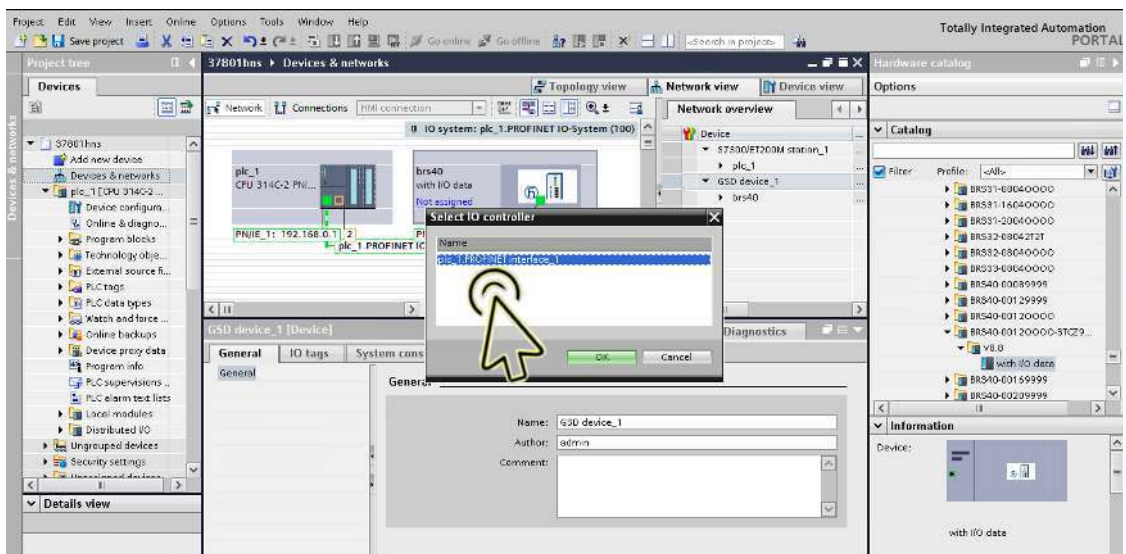 Project Edit View Insert Online Options Tools Window Help
Totally Integrated Automation
PORTAL
Save project
Go online
Go offline
<Search in project>
Project tree
37801hns ▸ Devices & networks
Hardware catalog
Devices
Topology view
Network view
Device view
Options
Devices & networks
Network
Connections
HMI connection
Network overview
IO system: plc_1.PROFINET IO-System (100)
Catalog
37801hns
Add new device
Devices & networks
plc_1 [CPU 314C-2 ...
Device configura...
Online & diagno...
Program blocks
Technology obje...
External source fi...
PLC tags
PLC data types
Watch and force ...
Online backups
Device proxy data
Program info
PLC supervisions ..
PLC alarm text lists
Local modules
Distributed I/O
Ungrouped devices
Security settings
Details view
plc_1
CPU 314C-2 PN/...
brs40
with I/O data
Not assigned
PN/IE_1: 192.168.0.1
2
plc_1.PROFINET IO
Device
S7300/ET200M station_1
plc_1
GSD device_1
brs40
Select IO controller
Name
plc_1.PROFINET interface_1
OK
Cancel
GSD device_1 [Device]
Diagnostics
General
IO tags
System cons
General
General
Name: GSD device_1
Author: admin
Comment:
Filter
Profile: <All>
BRS31-08040000
BRS31-16040000
BRS31-20040000
BRS32-08042T2T
BRS32-08040000
BRS33-08040000
BRS40-00089999
BRS40-00129999
BRS40-00120000
BRS40-00120000-STCZ9...
V8.0
with I/O data
BRS40-00169999
BRS40-00209999
Information
Device:
with I/O data